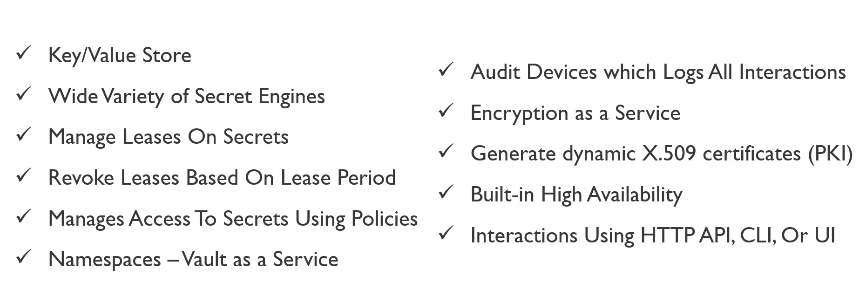 ✓ Key/Value Store
✓ Wide Variety of Secret Engines
✓ Manage Leases On Secrets
✓ Revoke Leases Based On Lease Period
✓ Manages Access To Secrets Using Policies
✓ Namespaces – Vault as a Service
✓ Audit Devices which Logs All Interactions
✓ Encryption as a Service
✓ Generate dynamic X.509 certificates (PKI)
✓ Built-in High Availability
✓ Interactions Using HTTP API, CLI, Or UI